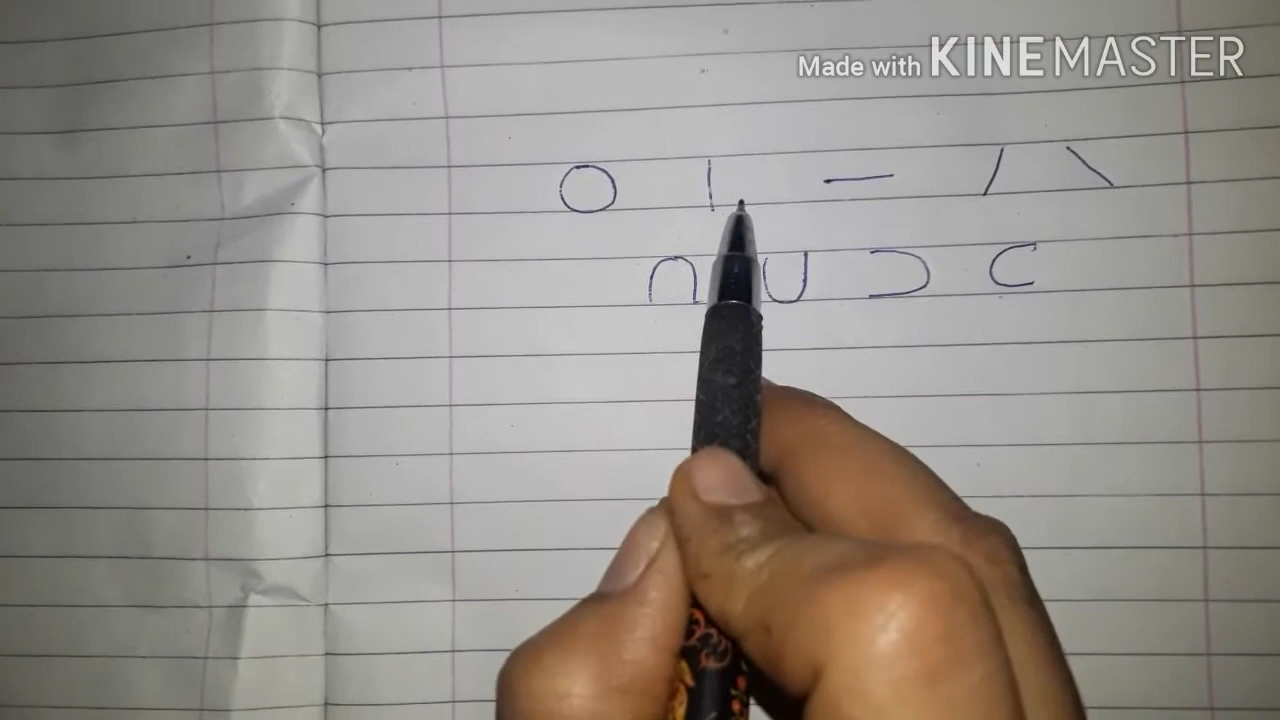 Made with KINEMASTER
O | — / \
∩ U ⊃ C